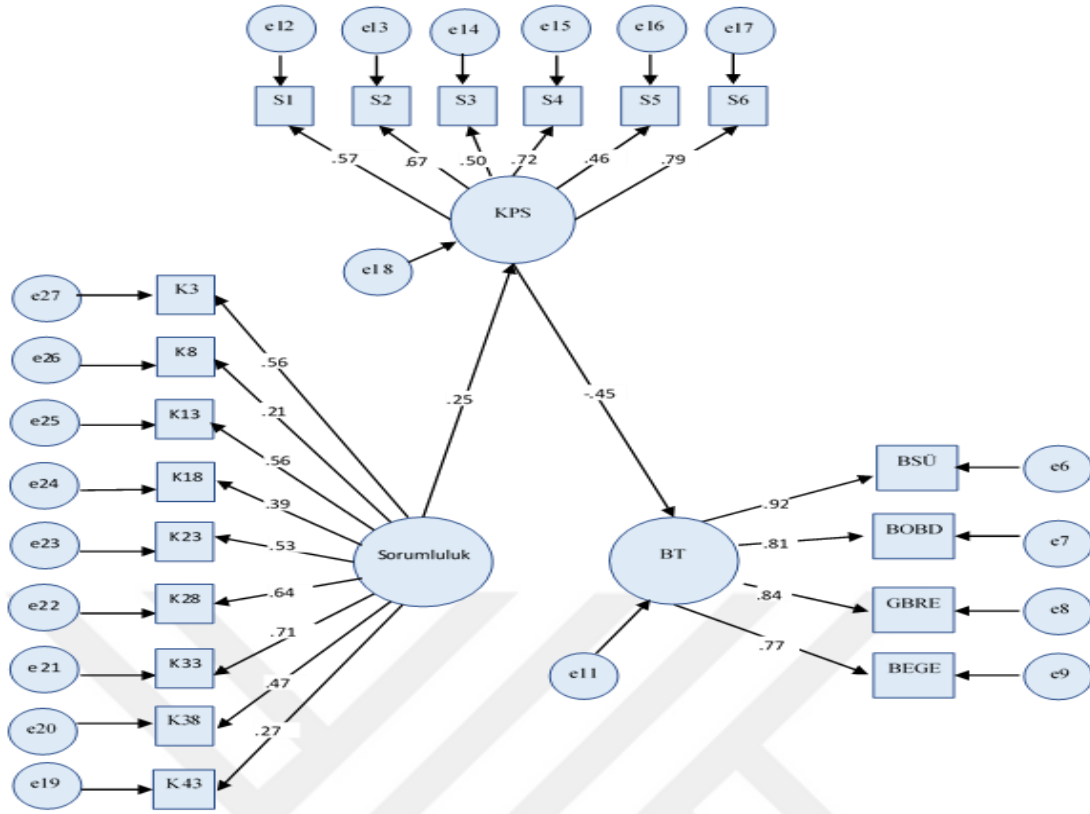 e12
e13
e14
e15
e16
e17
S1
S2
S3
S4
S5
S6
.57
.67
.50
.72
.46
.79
KPS
e18
e27
K3
e26
K8
e25
K13
e24
K18
e23
K23
e22
K28
e21
K33
e20
K38
e19
K43
.56
.21
.56
.39
.53
.64
.71
.47
.27
Sorumluluk
.25
-.45
BT
e11
.92
.81
.84
.77
BSÜ
e6
BOBD
e7
GBRE
e8
BEGE
e9